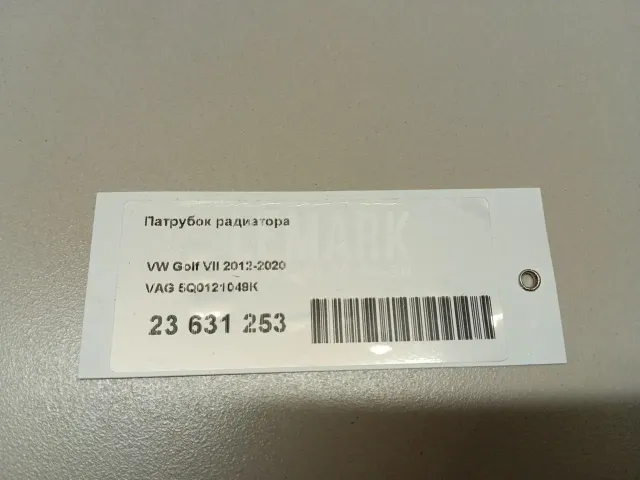 Патрубок радиатора
VW Golf VII 2012-2020
VAG 5Q0121049K
23 631 253